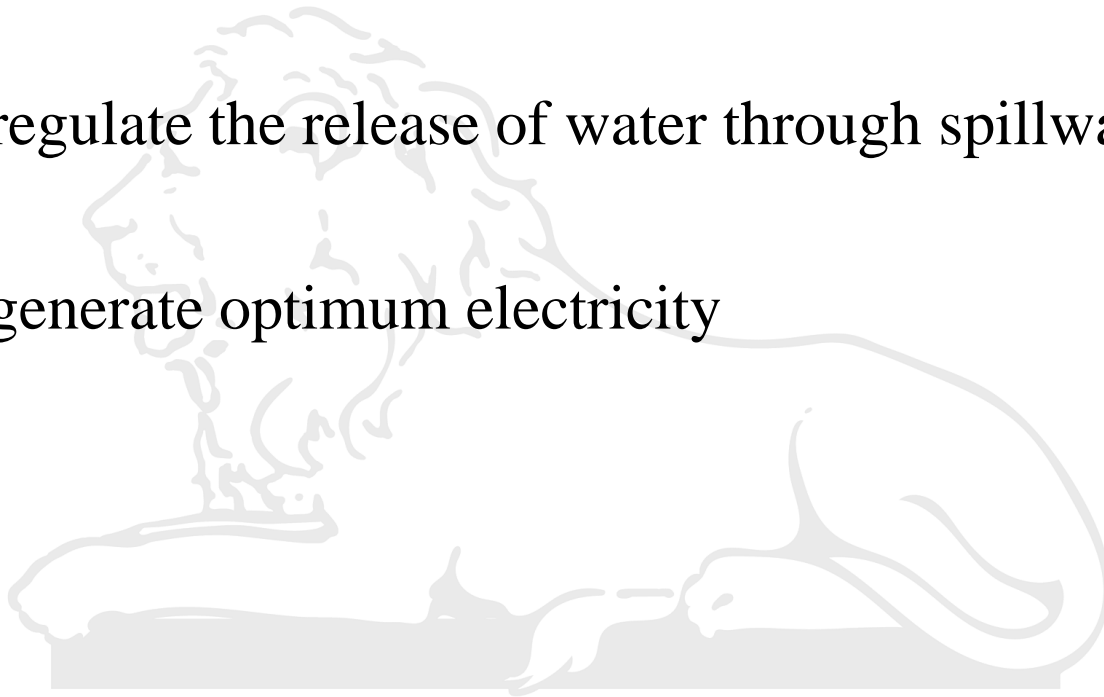 regulate the release of water through spillwa
generate optimum electricity